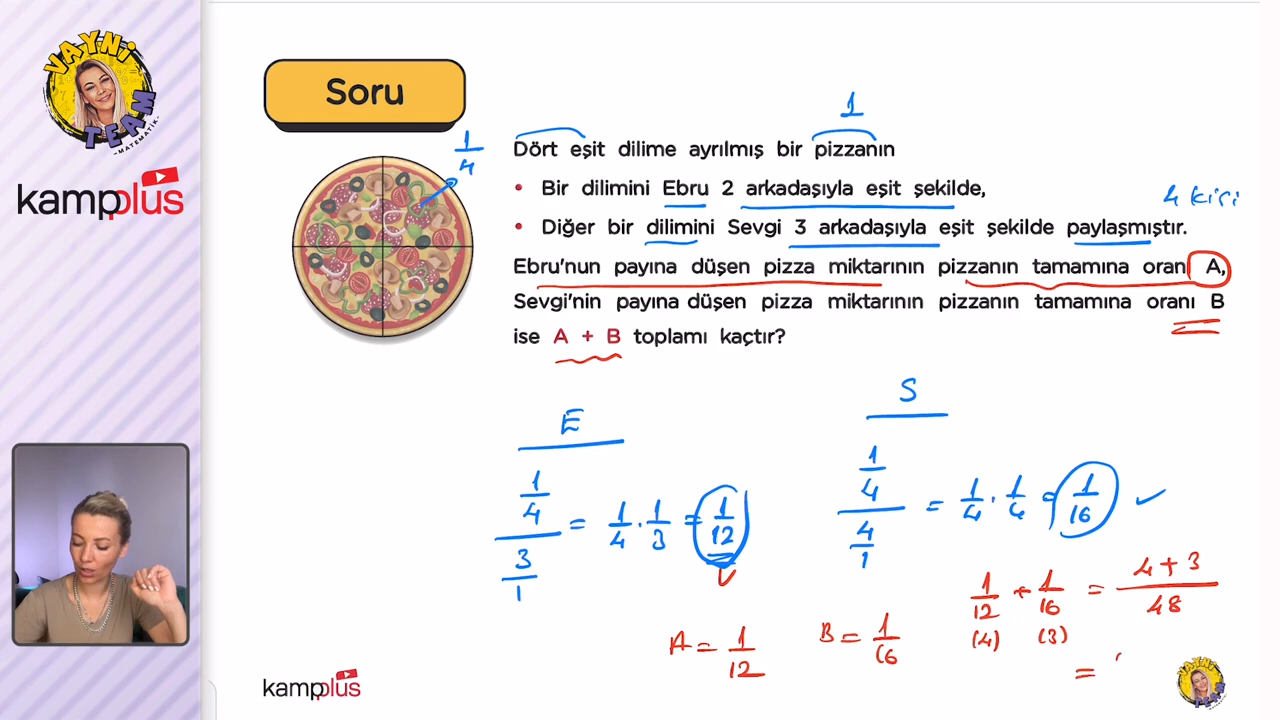 VAYNİ
TEAM
-MATEMATİK-
kampplus
Soru
1
1
4
Dört eşit dilime ayrılmış bir pizzanın
• Bir dilimini Ebru 2 arkadaşıyla eşit şekilde,
4 kişi
• Diğer bir dilimini Sevgi 3 arkadaşıyla eşit şekilde paylaşmıştır.
Ebru'nun payına düşen pizza miktarının pizzanın tamamına oranı A,
Sevgi'nin payına düşen pizza miktarının pizzanın tamamına oranı B
ise A + B toplamı kaçtır?
E
1/4 / 3/1 = 1/4 . 1/3 = 1/12
S
1/4 / 4/1 = 1/4 . 1/4 = 1/16
A = 1/12
B = 1/16
1/12 + 1/16 = 4+3/48
(4) (3)
=
kampplus
VAYNİ
TEAM